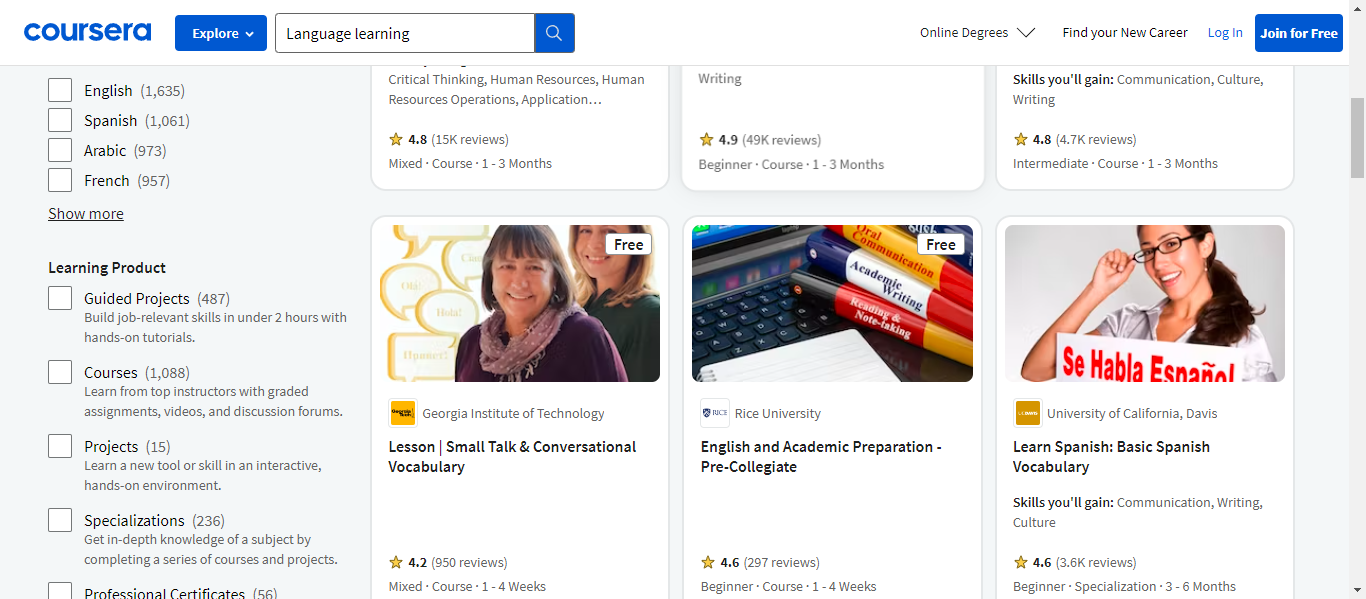 coursera
Explore
Language learning
Online Degrees
Find your New Career
Log In
Join for Free
English (1,635)
Spanish (1,061)
Arabic (973)
French (957)
Show more
Learning Product
Guided Projects (487)
Build job-relevant skills in under 2 hours with
hands-on tutorials.
Courses (1,088)
Learn from top instructors with graded
assignments, videos, and discussion forums.
Projects (15)
Learn a new tool or skill in an interactive,
hands-on environment.
Specializations (236)
Get in-depth knowledge of a subject by
completing a series of courses and projects.
Professional Certificates (56)
Critical Thinking, Human Resources, Human
Resources Operations, Application…
4.8 (15K reviews)
Mixed · Course · 1 - 3 Months
Writing
4.9 (49K reviews)
Beginner · Course · 1 - 3 Months
Skills you'll gain: Communication, Culture,
Writing
4.8 (4.7K reviews)
Intermediate · Course · 1 - 3 Months
Olá!
Hola!
Привет!
Free
Georgia Institute of Technology
Lesson | Small Talk & Conversational
Vocabulary
4.2 (950 reviews)
Mixed · Course · 1 - 4 Weeks
Oral
Communication
Academic
Writing
Reading &
Note-taking
Free
RICE
Rice University
English and Academic Preparation -
Pre-Collegiate
4.6 (297 reviews)
Beginner · Course · 1 - 4 Weeks
Se Habla Español
UC DAVIS
University of California, Davis
Learn Spanish: Basic Spanish
Vocabulary
Skills you'll gain: Communication, Writing,
Culture
4.6 (3.6K reviews)
Beginner · Specialization · 3 - 6 Months